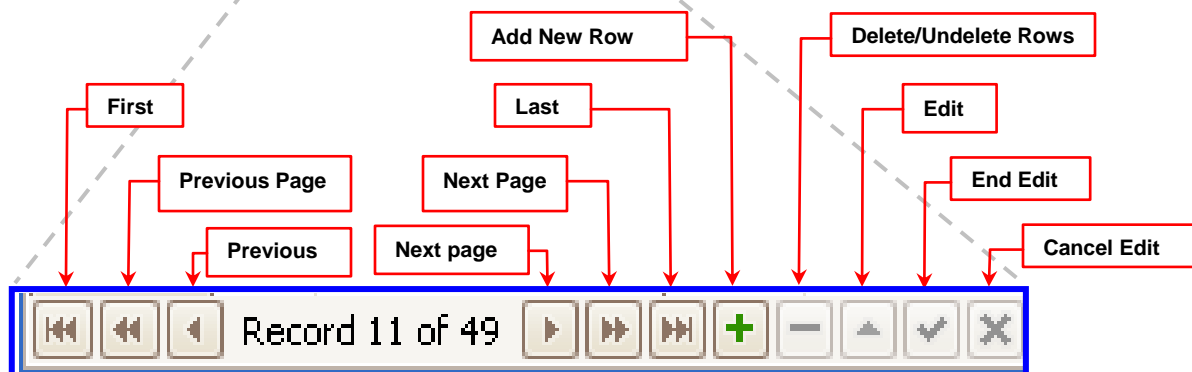 Add New Row
Delete/Undelete Rows
First
Last
Edit
Previous Page
Next Page
End Edit
Previous
Next page
Cancel Edit
Record 11 of 49